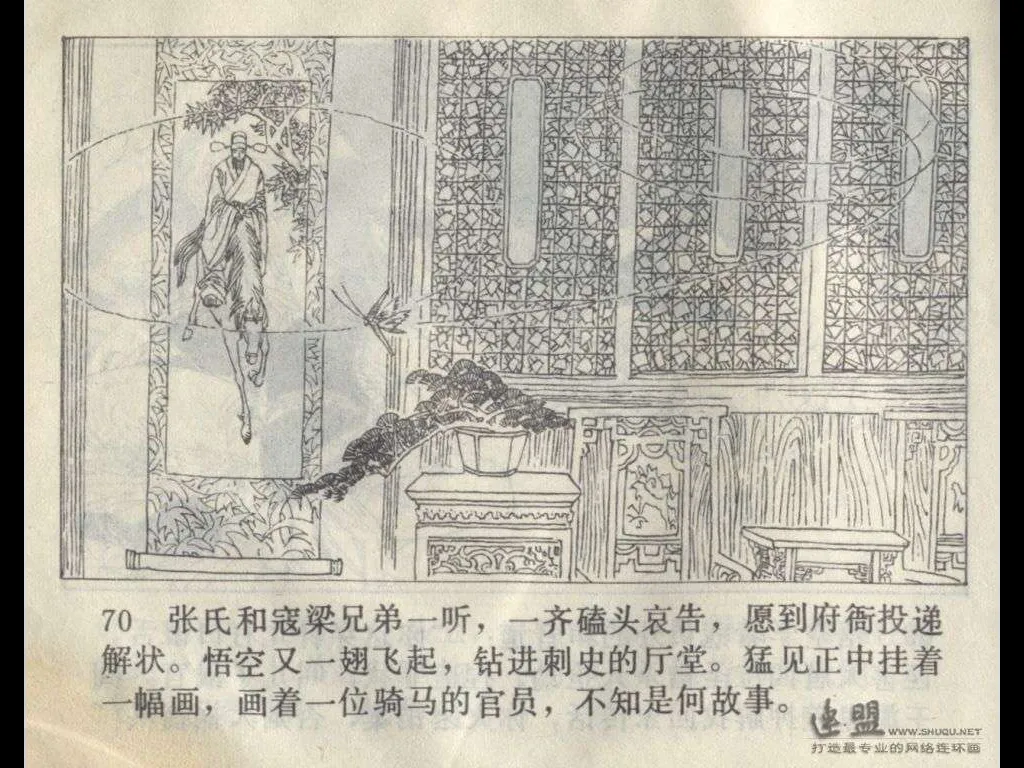 70 张氏和寇梁兄弟一听，一齐磕头哀告，愿到府衙投递
解状。悟空又一翅飞起，钻进刺史的厅堂。猛见正中挂着
一幅画，画着一位骑马的官员，不知是何故事。
连盟 WWW.SHUQU.NET
打造最专业的网络连环画